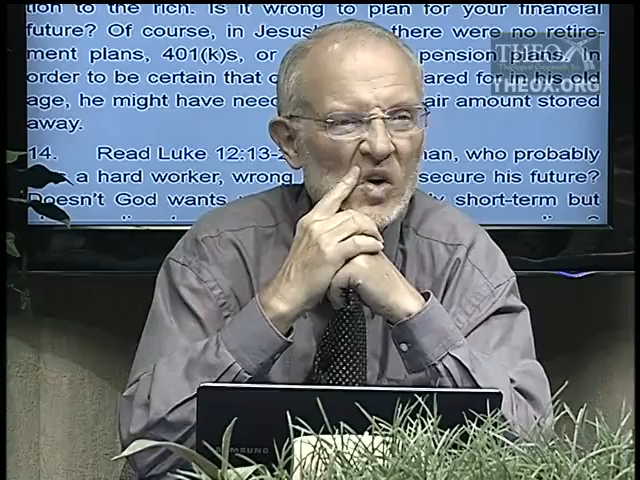 tion to the rich. Is it wrong to plan for your financial
future? Of course, in Jesus' there were no retire-
ment plans, 401(k)s, or pension plans. In
order to be certain that ared for in his old
age, he might have air amount stored
away.
14. Read Luke 12:13- man, who probably
a hard worker, wrong secure his future?
Doesn't God want short-term but
THEOX
THEOX.ORG
SAMSUNG